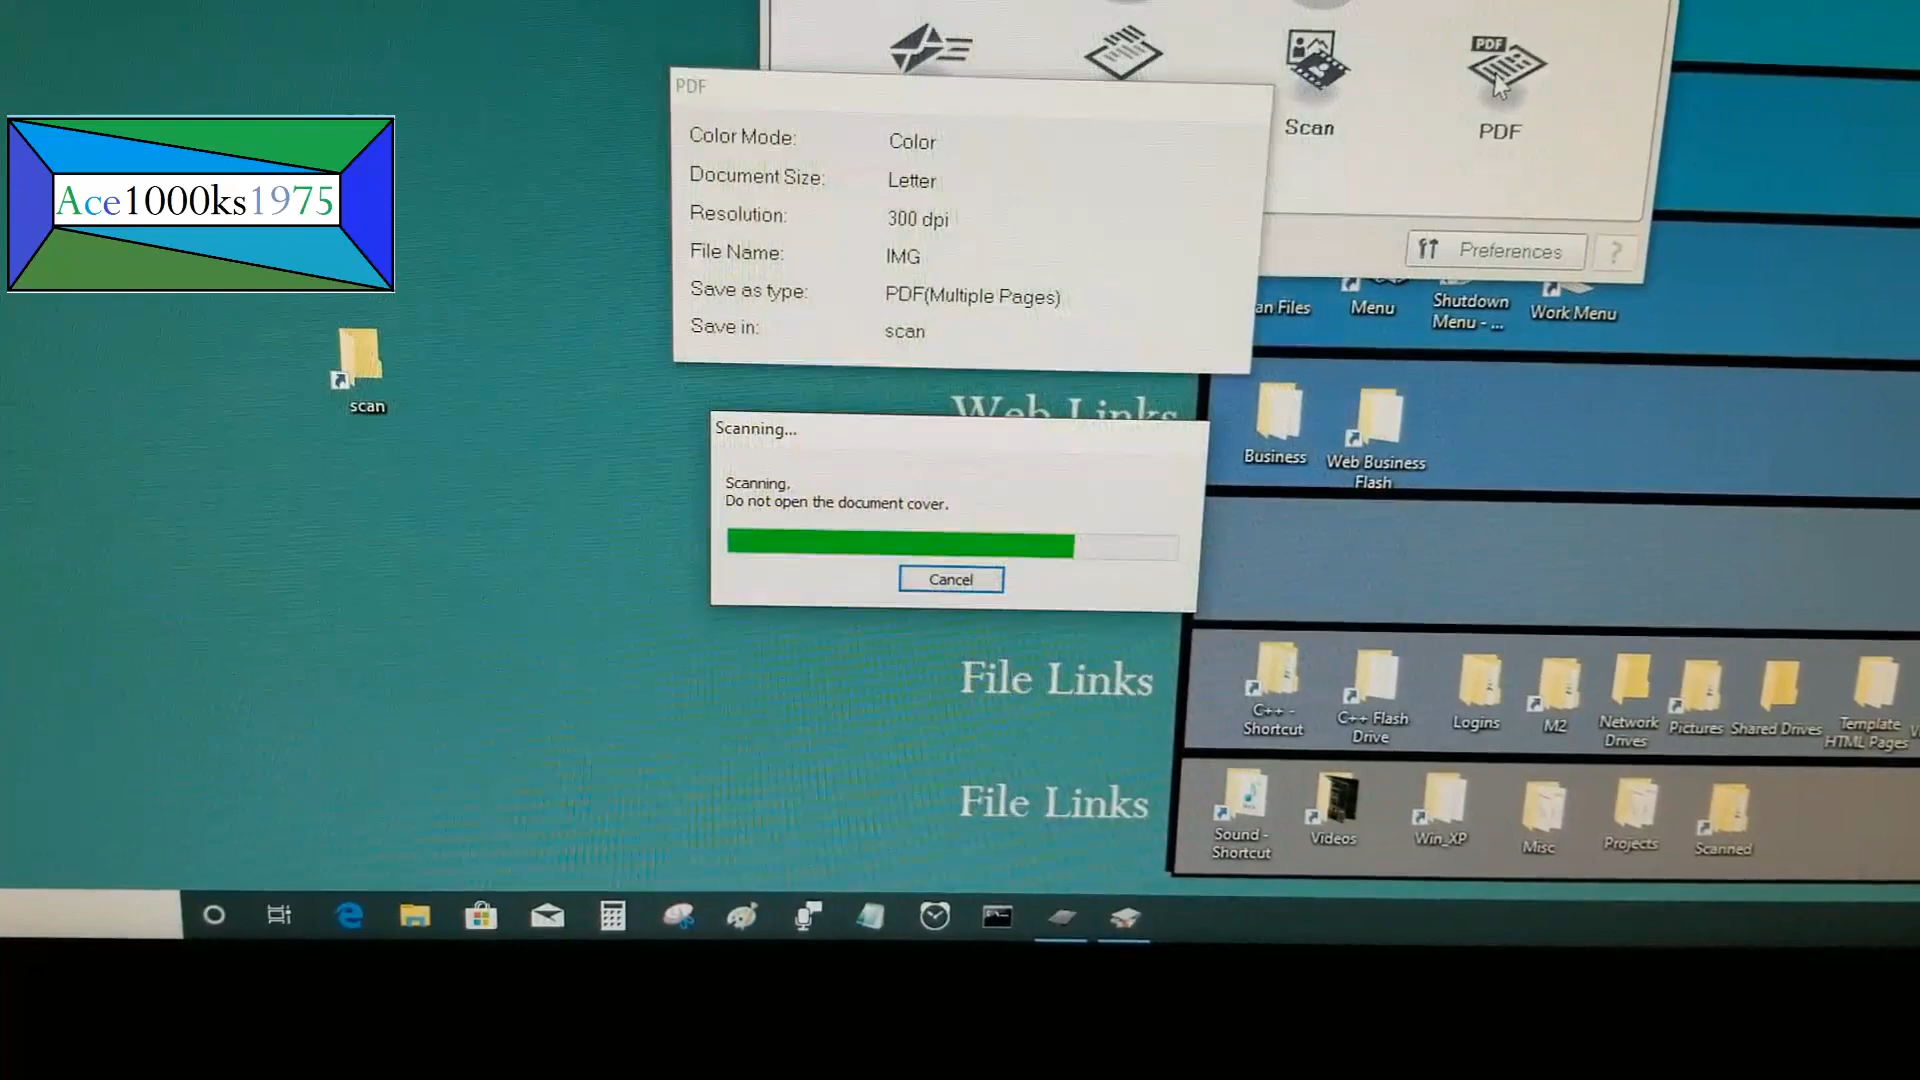 PDF
Scan
PDF
PDF
Color Mode: Color
Document Size: Letter
Resolution: 300 dpi
File Name: IMG
Save as type: PDF(Multiple Pages)
Save in: scan
Preferences
?
Ace1000ks1975
scan
an Files
Menu
Shutdown
Menu - ...
Work Menu
Web Links
Business
Web Business
Flash
Scanning...
Scanning.
Do not open the document cover.
Cancel
File Links
C++ -
Shortcut
C++ Flash
Drive
Logins
M2
Network
Drives
Pictures
Shared Drives
Template
HTML Pages
File Links
Sound -
Shortcut
Videos
Win_XP
Misc
Projects
Scanned